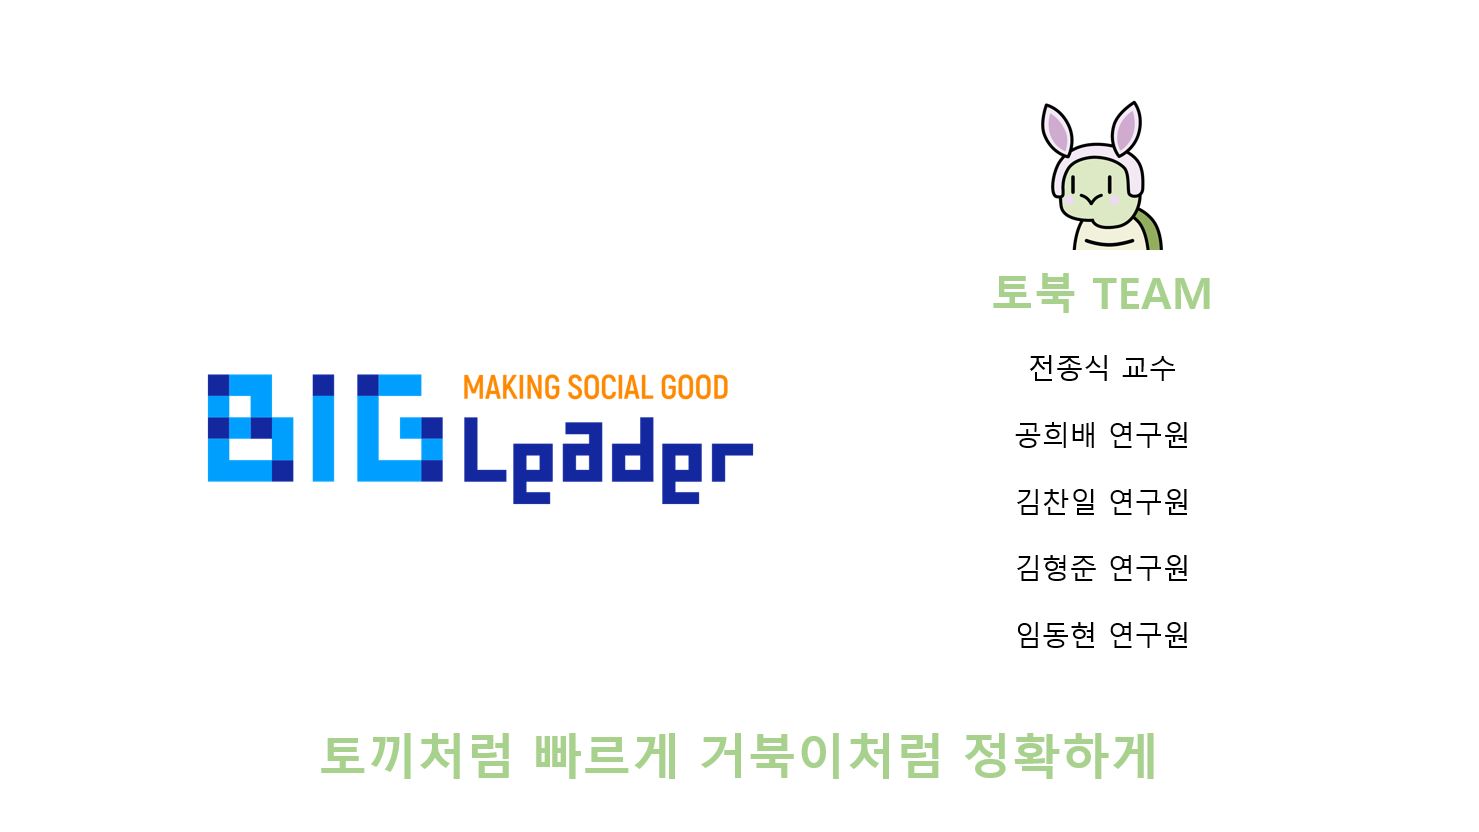 BIG
MAKING SOCIAL GOOD
Leader
토북 TEAM
전종식 교수
공희배 연구원
김찬일 연구원
김형준 연구원
임동현 연구원
토끼처럼 빠르게 거북이처럼 정확하게